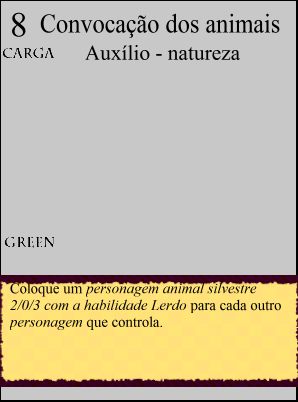 8 Convocação dos animais
CARGA Auxílio - natureza
GREEN
Coloque um personagem animal silvestre
2/0/3 com a habilidade Lerdo para cada outro
personagem que controla.